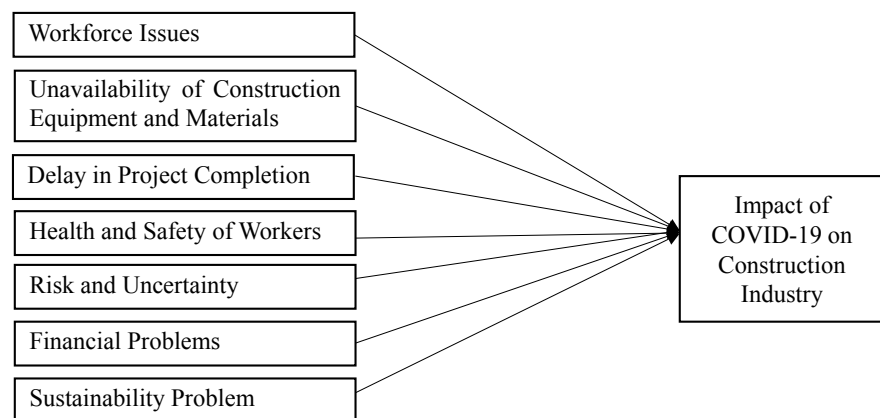 Workforce Issues
Unavailability of Construction
Equipment and Materials
Delay in Project Completion
Health and Safety of Workers
Risk and Uncertainty
Financial Problems
Sustainability Problem
Impact of
COVID-19 on
Construction
Industry